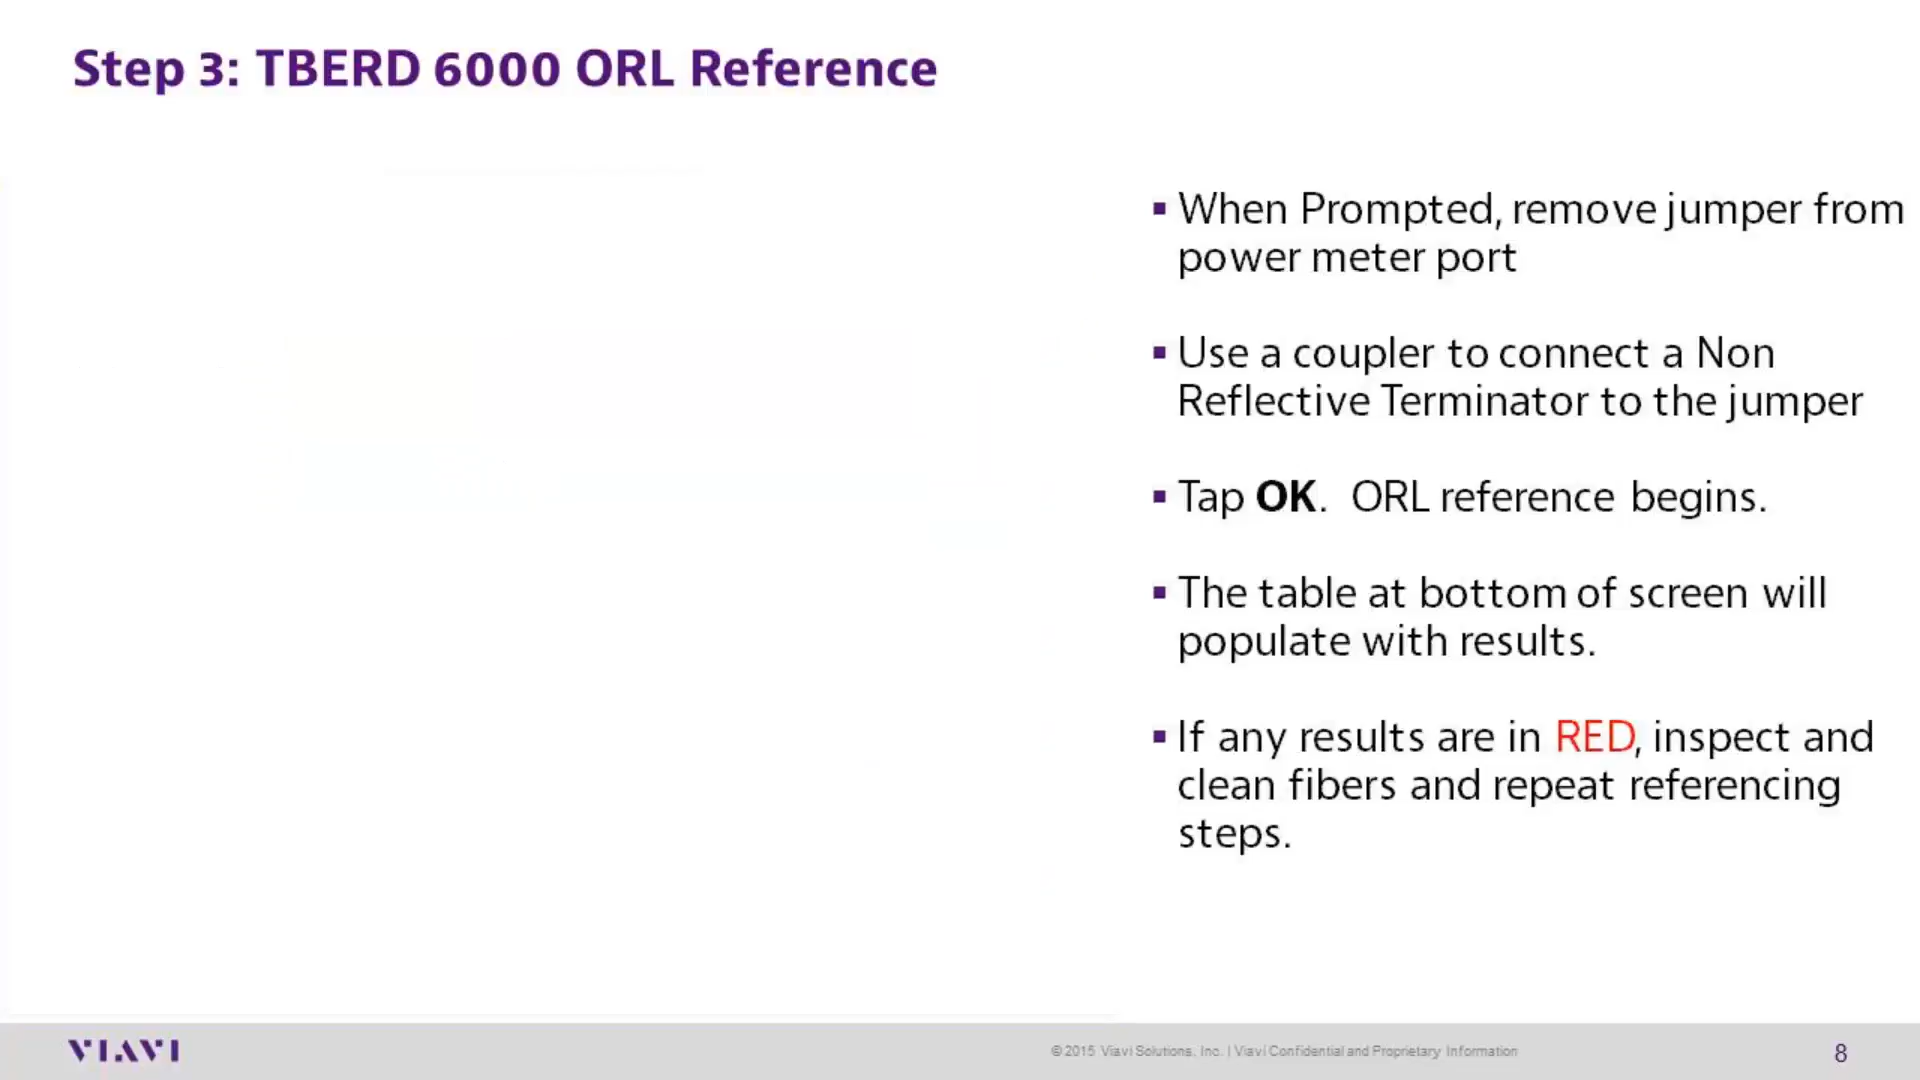 Step 3: TBERD 6000 ORL Reference
▪ When Prompted, remove jumper from
power meter port
▪ Use a coupler to connect a Non
Reflective Terminator to the jumper
▪ Tap OK. ORL reference begins.
▪ The table at bottom of screen will
populate with results.
▪ If any results are in RED, inspect and
clean fibers and repeat referencing
steps.
VIAVI
© 2015 Viavi Solutions, Inc. | Viavi Confidential and Proprietary Information
8